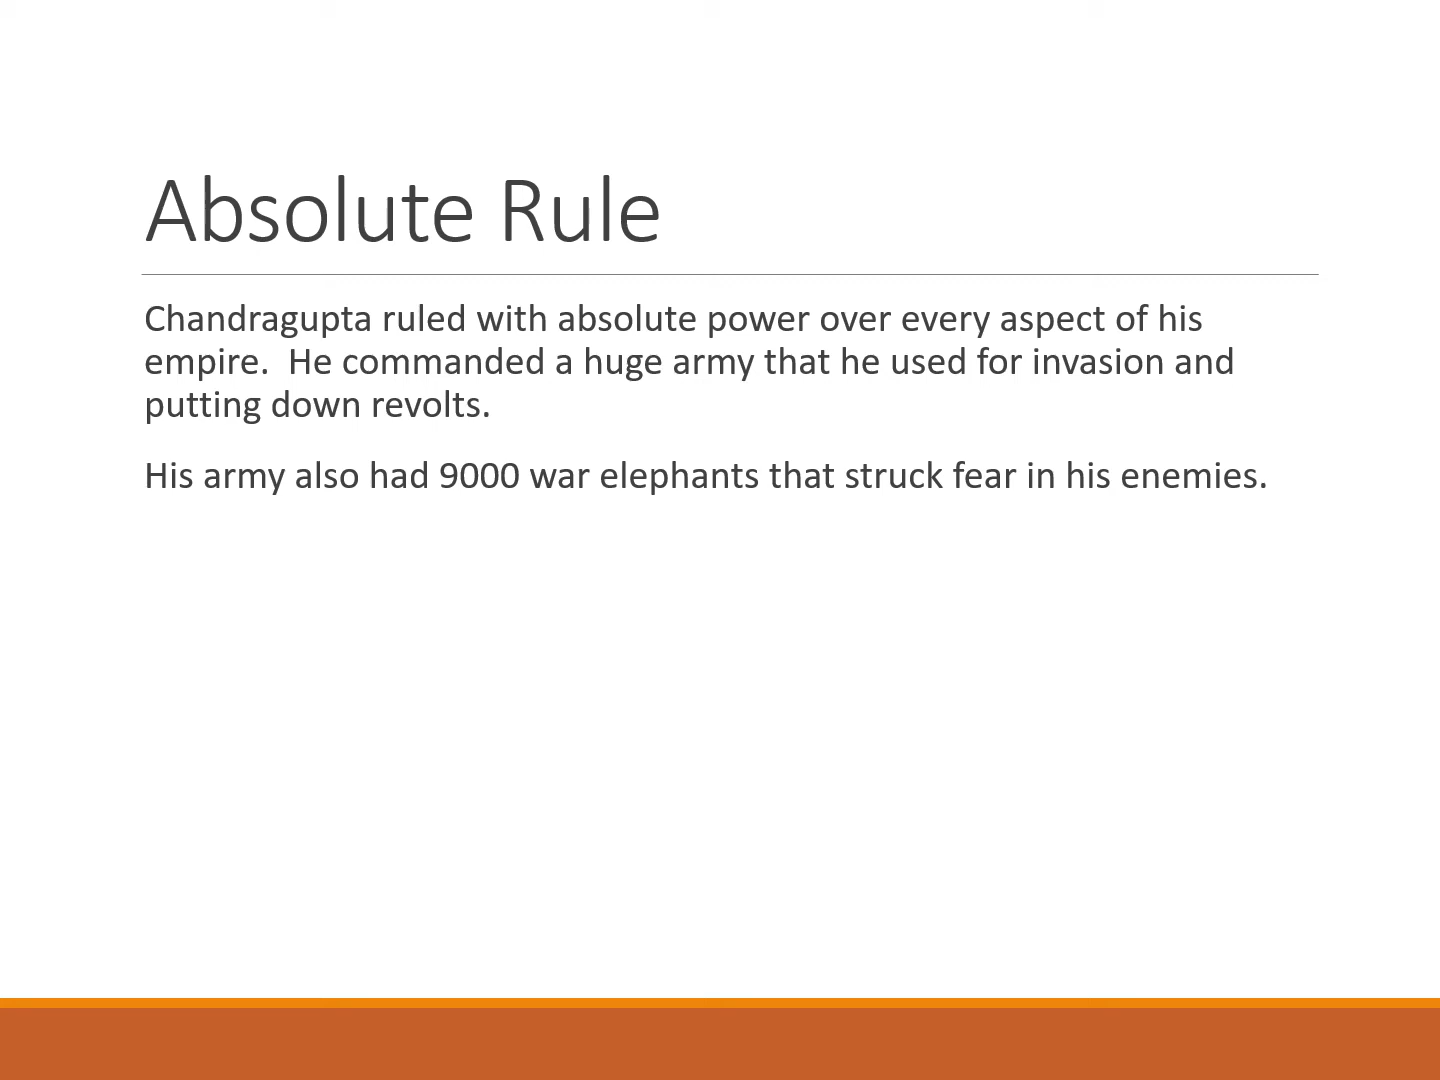 Absolute Rule
Chandragupta ruled with absolute power over every aspect of his
empire.  He commanded a huge army that he used for invasion and
putting down revolts.
His army also had 9000 war elephants that struck fear in his enemies.